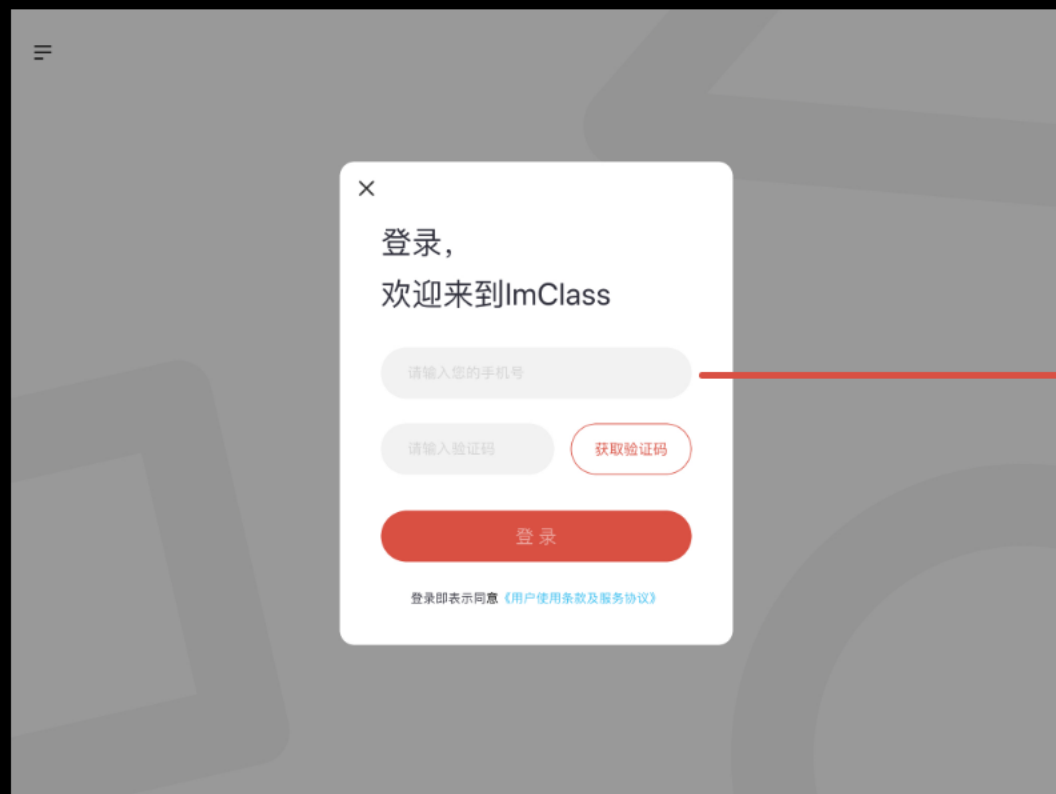 登录，
欢迎来到ImClass
请输入您的手机号
请输入验证码 获取验证码
登录
登录即表示同意《用户使用条款及服务协议》